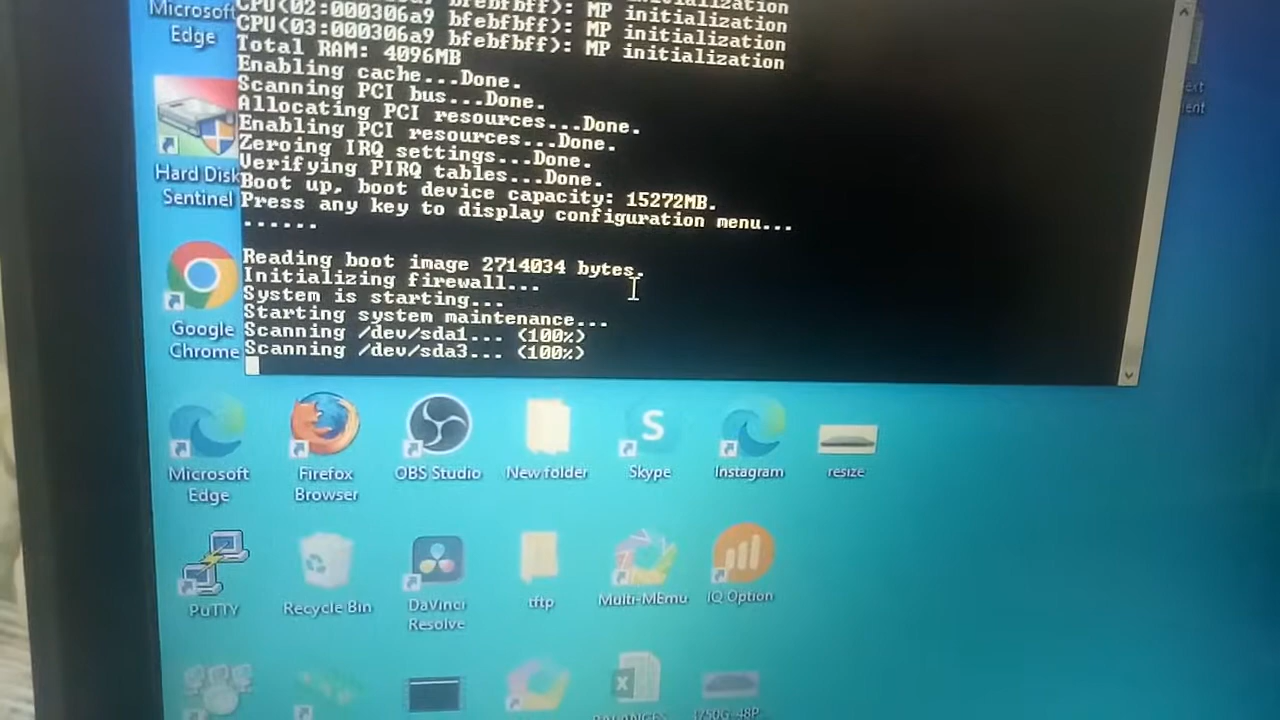 Microsoft
Edge
CPU(02:000306a9 bfebfbff): MP initialization
CPU(03:000306a9 bfebfbff): MP initialization
Total RAM: 4096MB
Enabling cache...Done.
Scanning PCI bus...Done.
Allocating PCI resources...Done.
Enabling PCI resources...Done.
Zeroing IRQ settings...Done.
Verifying PIRQ tables...Done.
Boot up, boot device capacity: 15272MB.
Press any key to display configuration menu...
......
Reading boot image 2714034 bytes.
Initializing firewall...
System is starting...
Starting system maintenance...
Scanning /dev/sda1... (100%)
Scanning /dev/sda3... (100%)
Hard Disk
Sentinel
Google
Chrome
Microsoft
Edge
Firefox
Browser
OBS Studio
New folder
Skype
Instagram
resize
PuTTY
Recycle Bin
DaVinci
Resolve
tftp
Multi-MEmu
IQ Option
3750G-48P